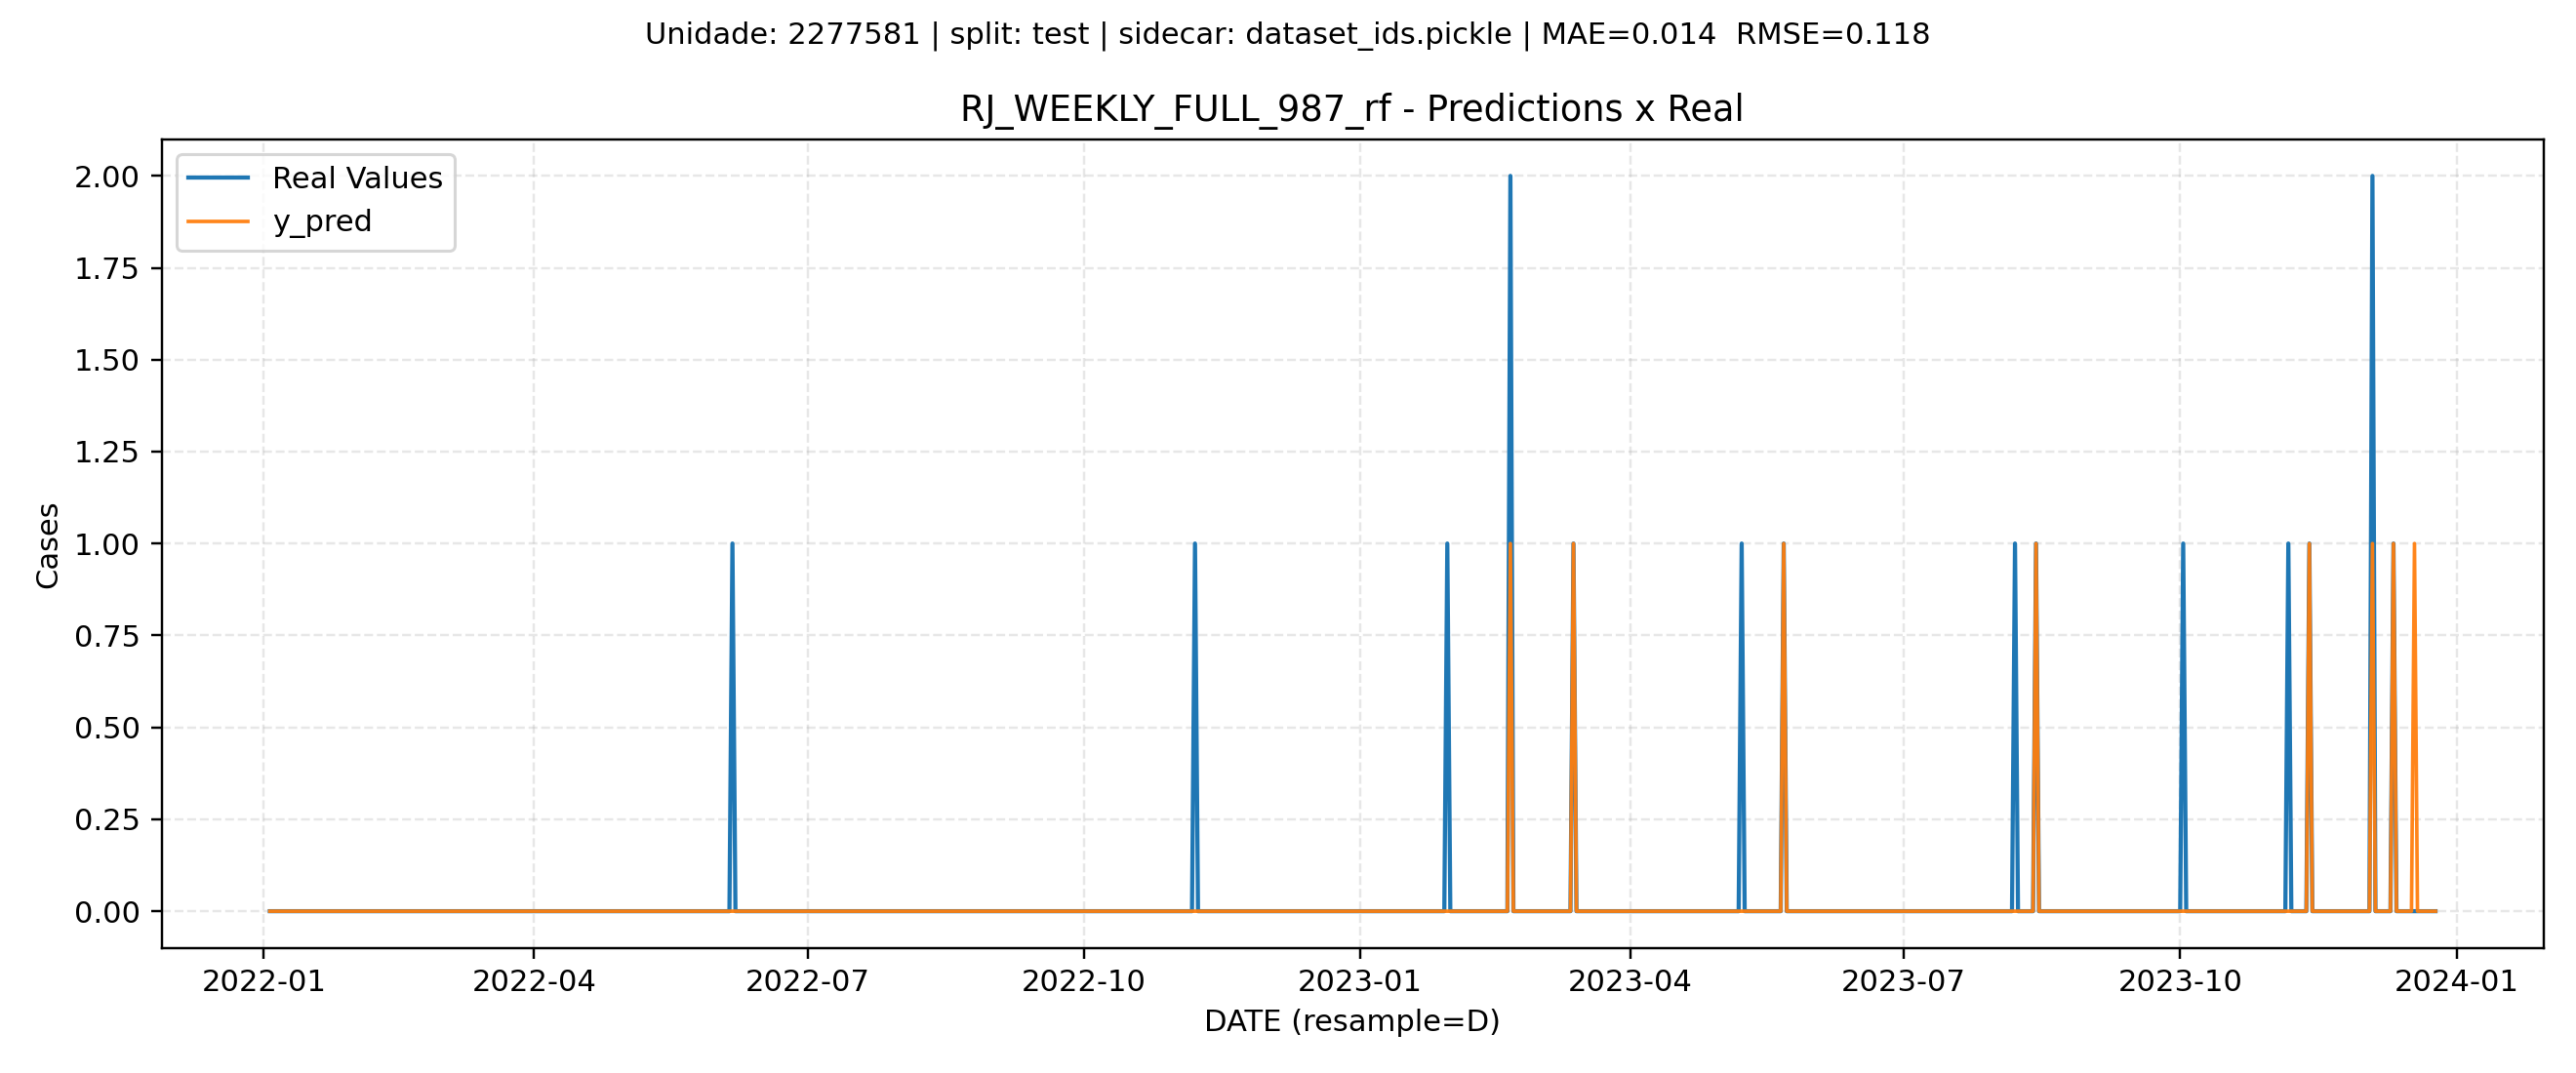 Unidade: 2277581 | split: test | sidecar: dataset_ids.pickle | MAE=0.014  RMSE=0.118
RJ_WEEKLY_FULL_987_rf - Predictions x Real
Real Values
y_pred
2.00
1.75
1.50
1.25
1.00
0.75
0.50
0.25
0.00
Cases
2022-01 2022-04 2022-07 2022-10 2023-01 2023-04 2023-07 2023-10 2024-01
DATE (resample=D)